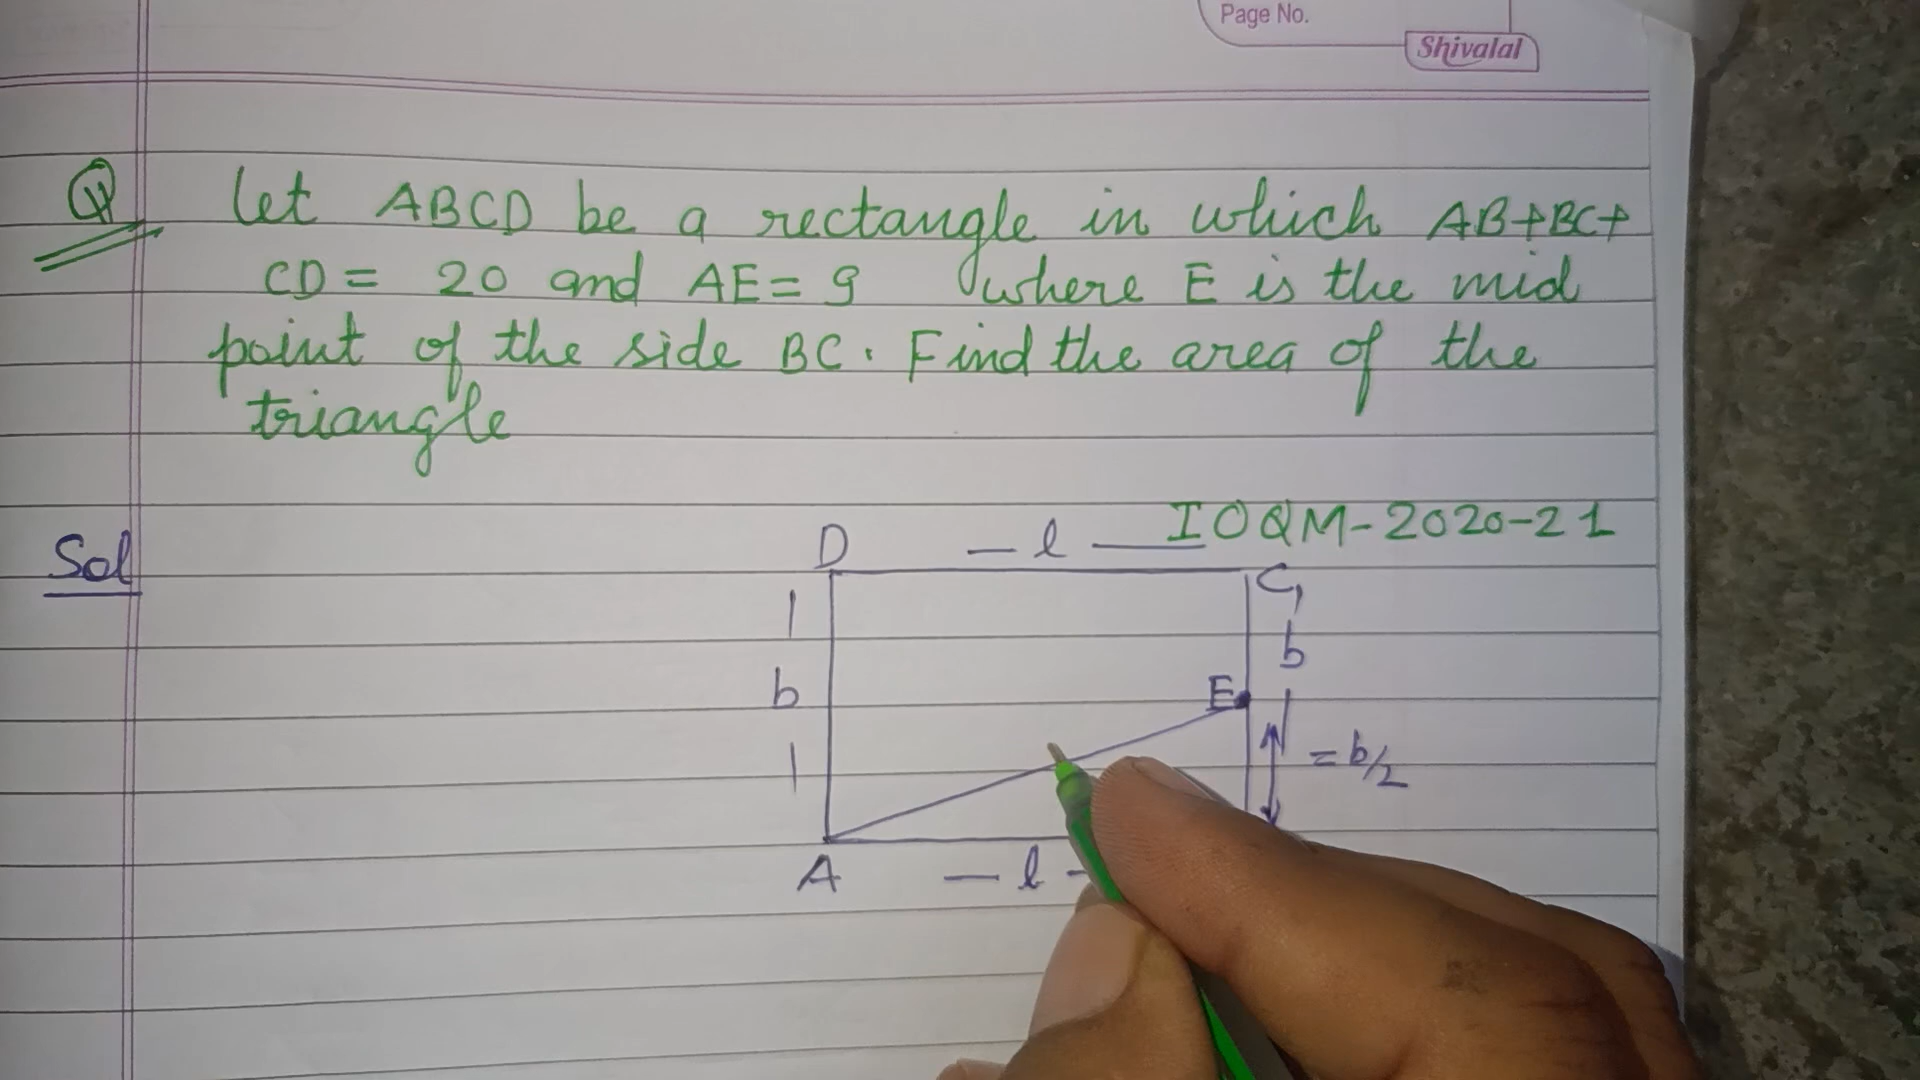 Page No.
Shivalal
Q Let ABCD be a rectangle in which AB+BC+
CD = 20 and AE = 9 where E is the mid
point of the side BC. Find the area of the
triangle
IOQM-2020-21
Sol
D — l — C
b b
E
= b/2
A — l -